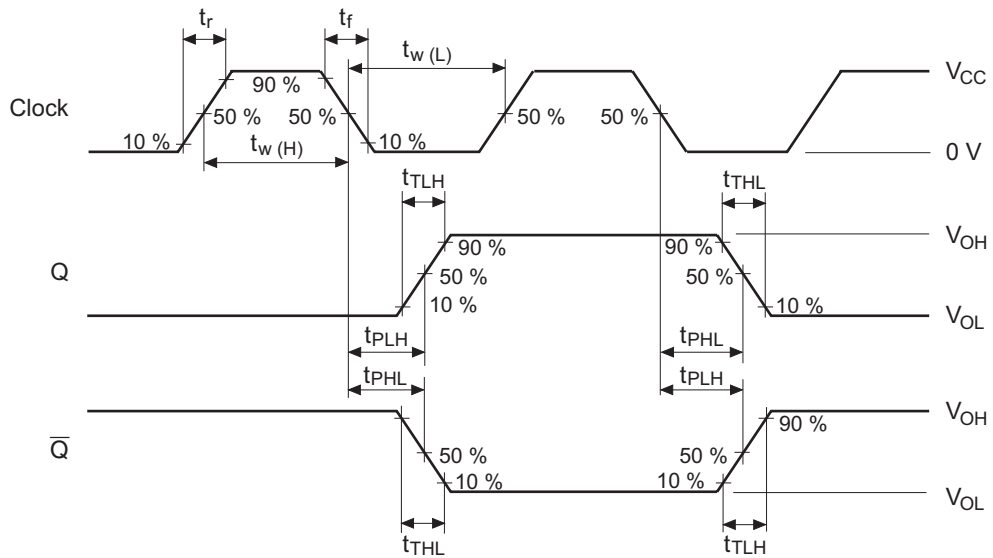 tr
tf
tw (L)
VCC
90 %
Clock
50 %
50 %
50 %
50 %
10 %
10 %
tw (H)
0 V
tTLH
tTHL
VOH
90 %
90 %
Q
50 %
50 %
10 %
10 %
VOL
tPLH
tPHL
tPHL
tPLH
VOH
90 %
Q̅
50 %
50 %
10 %
10 %
VOL
tTHL
tTLH